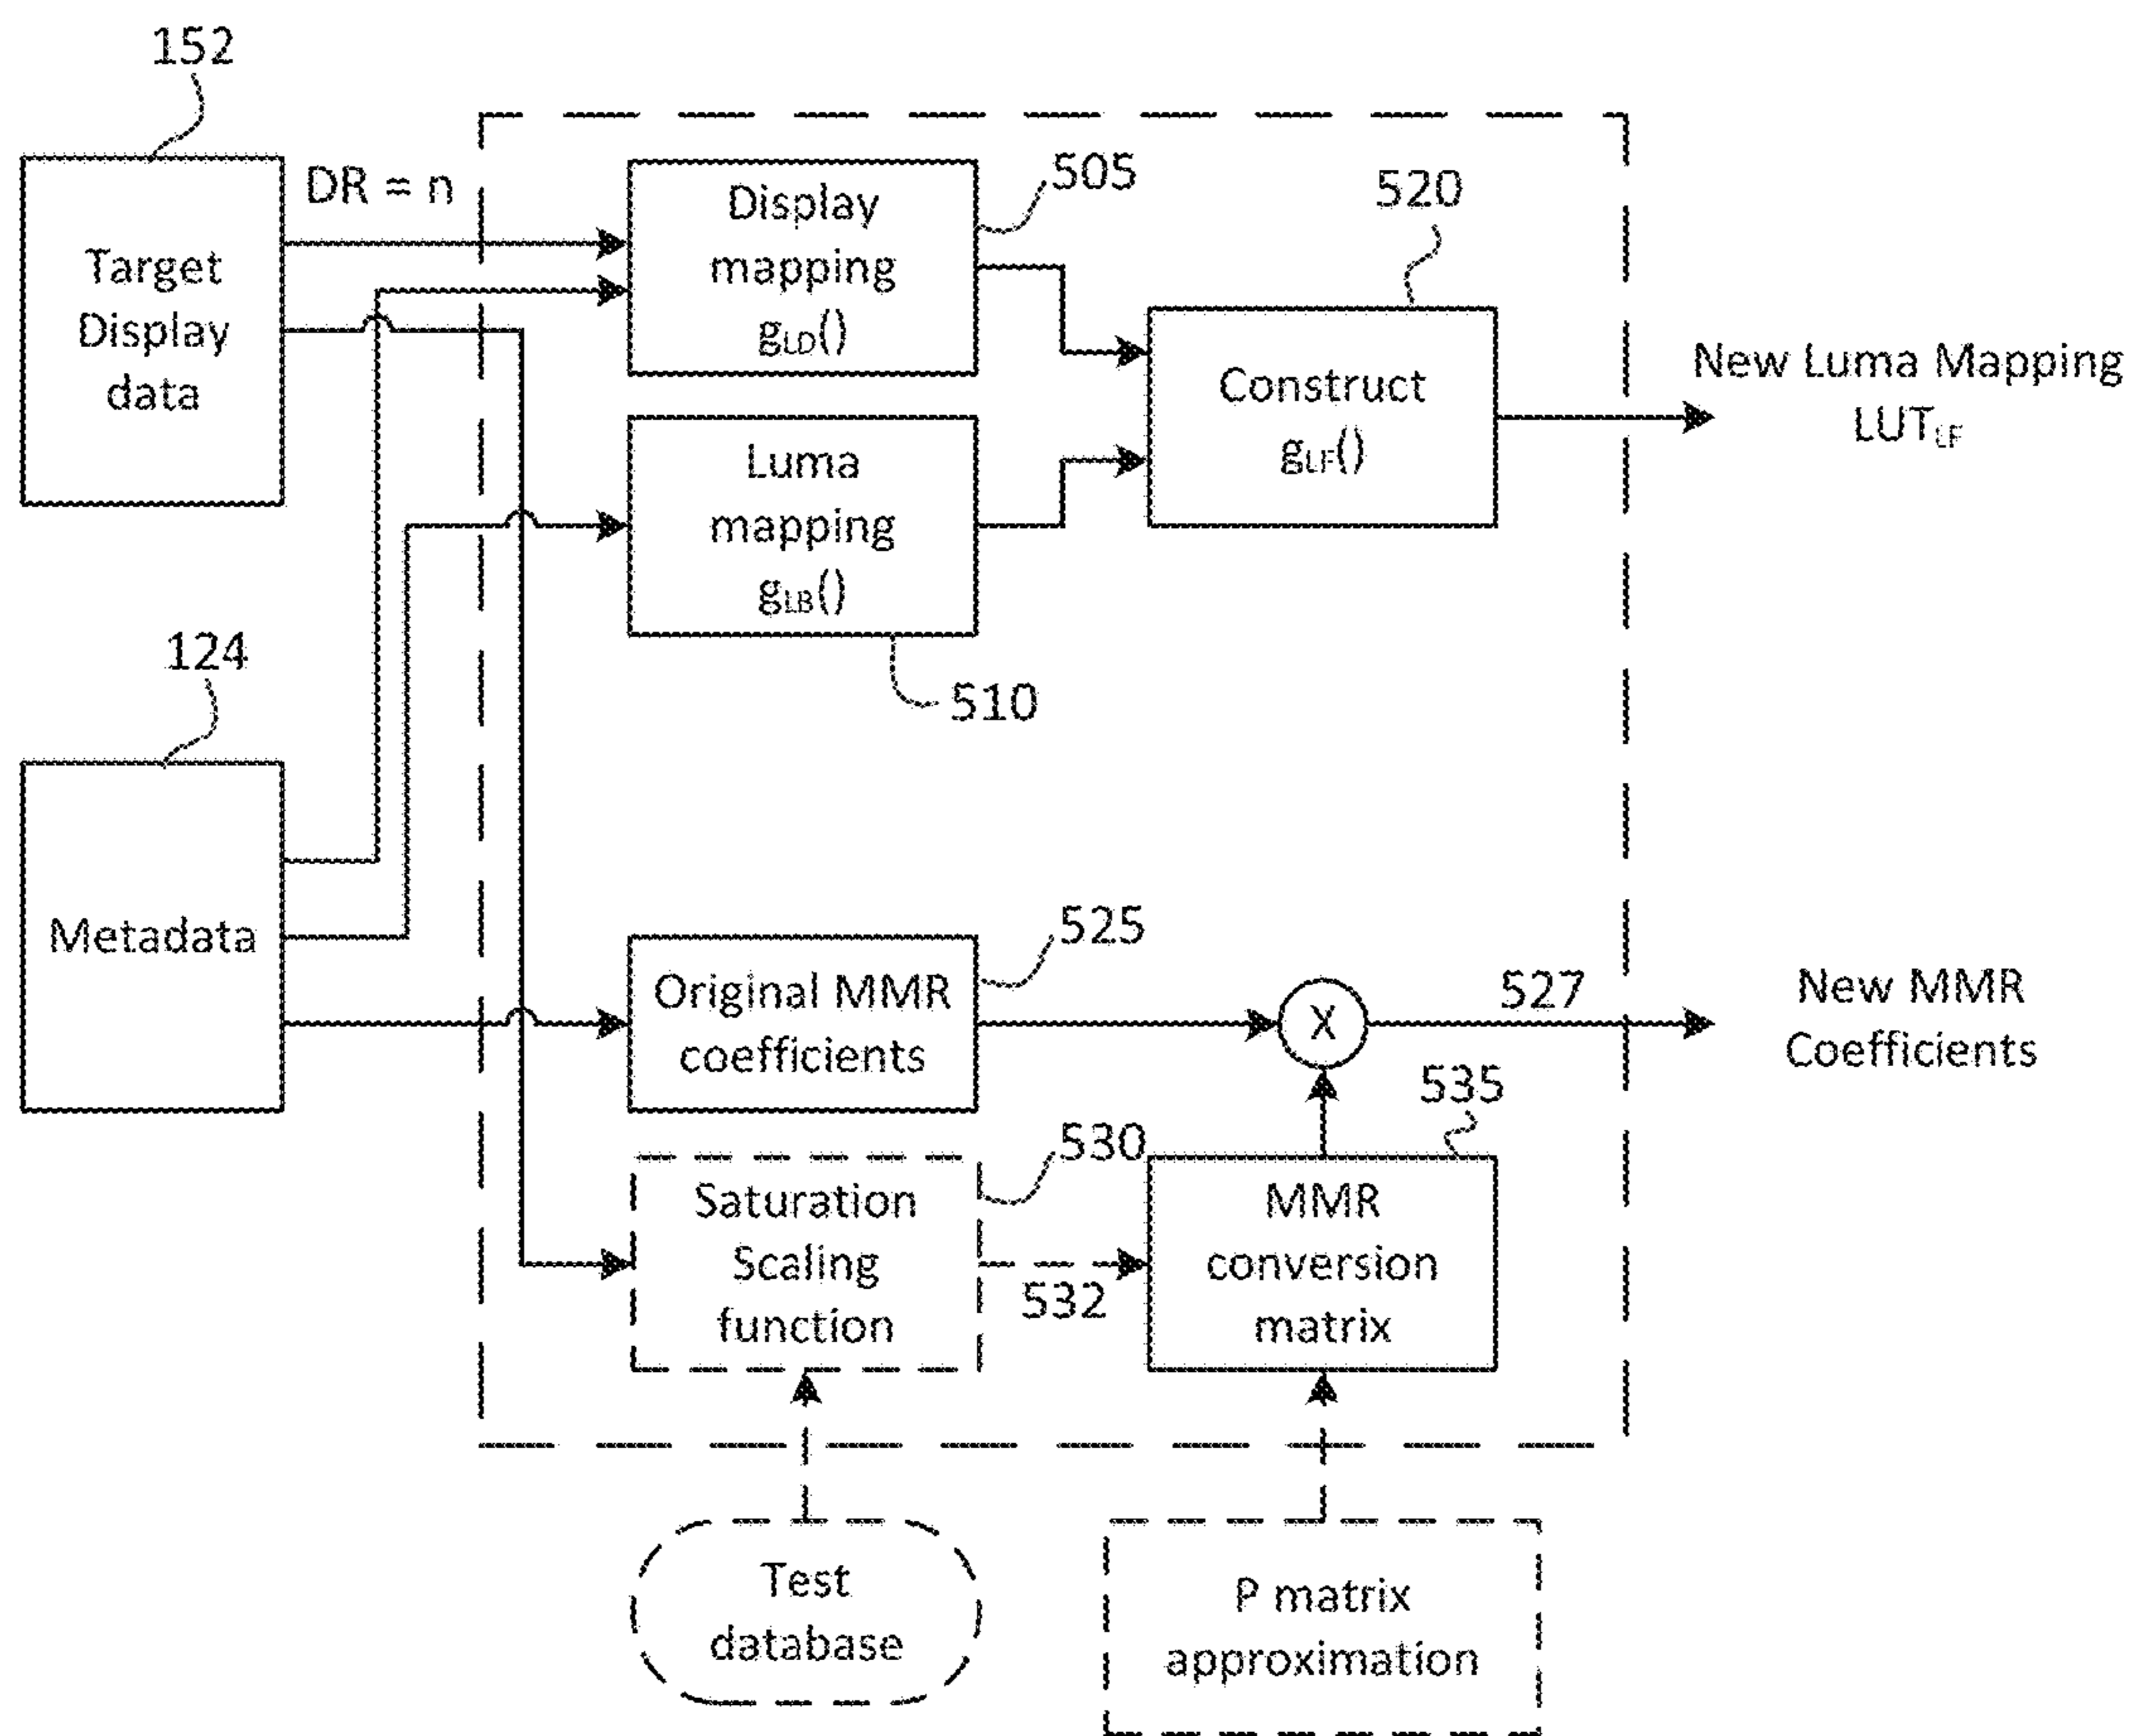 152
DR = n
Target
Display
data
Display
mapping
gLD()
505
520
Construct
gLF()
New Luma Mapping
LUTLF
Luma
mapping
gLB()
510
124
Metadata
Original MMR
coefficients
525
X
527
New MMR
Coefficients
535
530
Saturation
Scaling
function
532
MMR
conversion
matrix
Test
database
P matrix
approximation